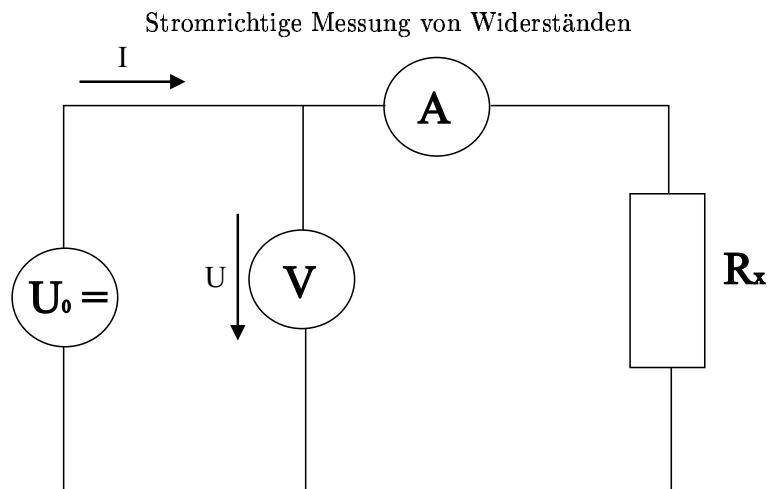 Stromrichtige Messung von Widerständen
I
A
U₀ =
U
V
Rₓ